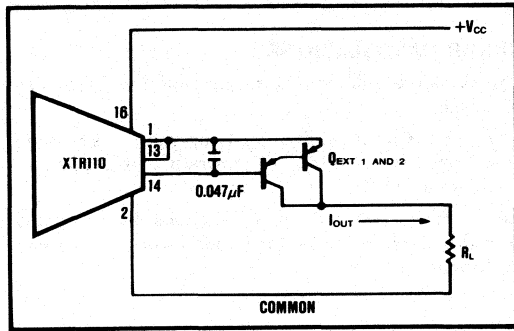 +VCC
16
1
XTR110
13
QEXT 1 AND 2
14
0.047µF
2
IOUT
RL
COMMON